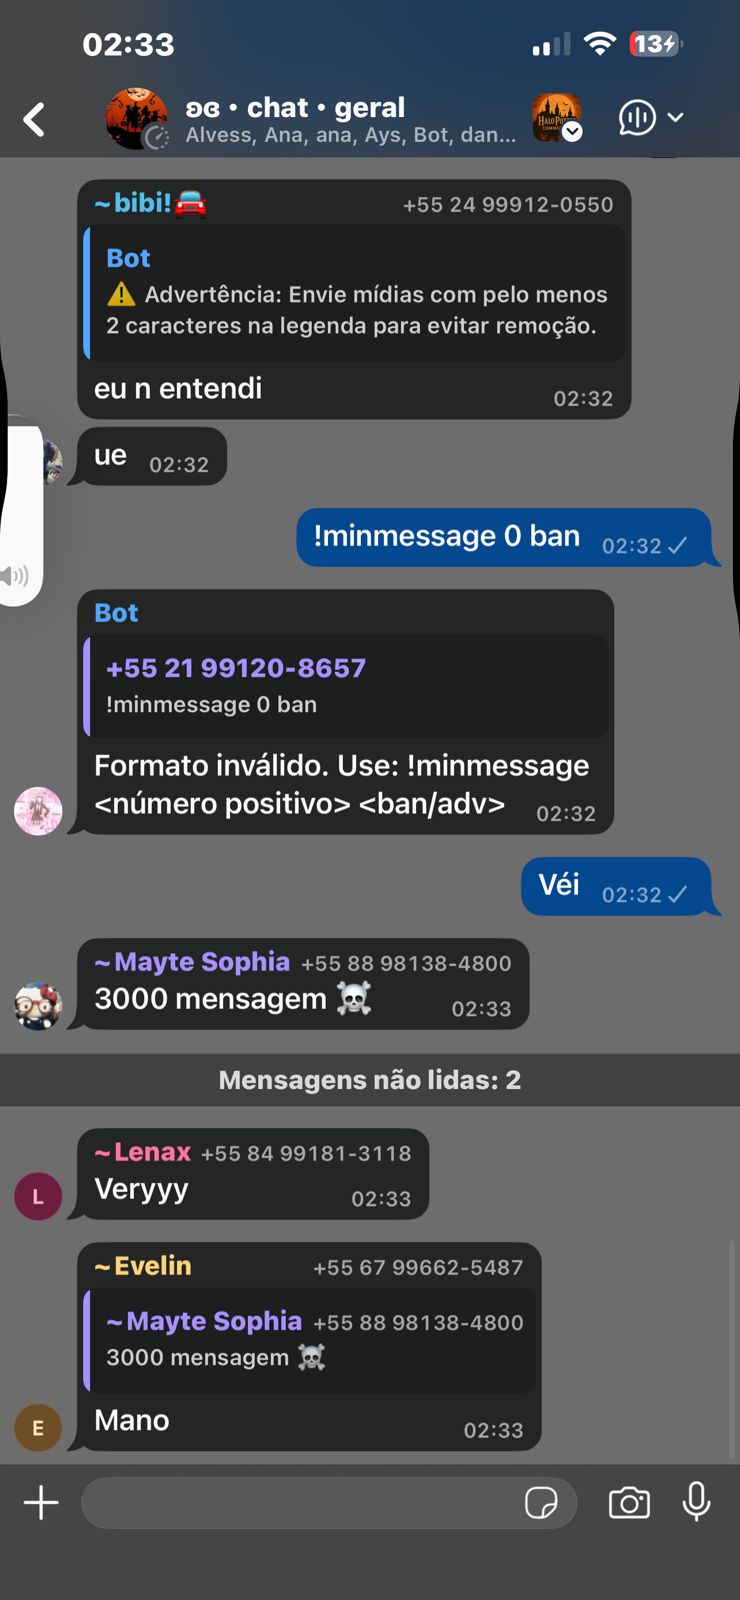 02:33
13
ʚɞ • chat • geral
Alvess, Ana, ana, Ays, Bot, dan...
HALO
~bibi!🚘 +55 24 99912-0550
Bot
⚠️ Advertência: Envie mídias com pelo menos
2 caracteres na legenda para evitar remoção.
eu n entendi 02:32
ue 02:32
!minmessage 0 ban 02:32
Bot
+55 21 99120-8657
!minmessage 0 ban
Formato inválido. Use: !minmessage
<número positivo> <ban/adv> 02:32
Véi 02:32
~Mayte Sophia +55 88 98138-4800
3000 mensagem ☠️ 02:33
Mensagens não lidas: 2
~Lenax +55 84 99181-3118
L
Veryyy 02:33
~Evelin +55 67 99662-5487
~Mayte Sophia +55 88 98138-4800
3000 mensagem ☠️
E
Mano 02:33